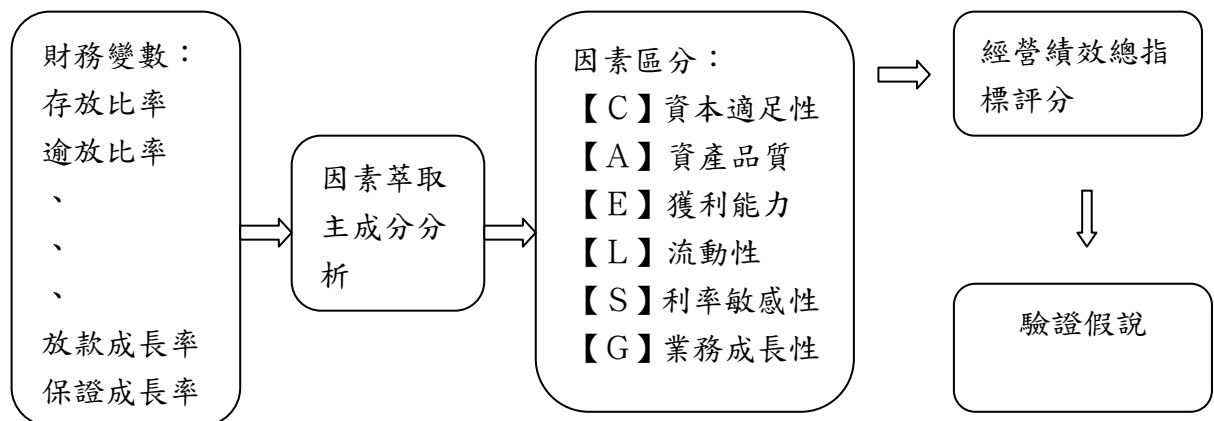 財務變數：
存放比率
逾放比率
、
、
、
放款成長率
保證成長率
因素萃取
主成分分
析
因素區分：
【C】資本適足性
【A】資產品質
【E】獲利能力
【L】流動性
【S】利率敏感性
【G】業務成長性
經營績效總指
標評分
驗證假說